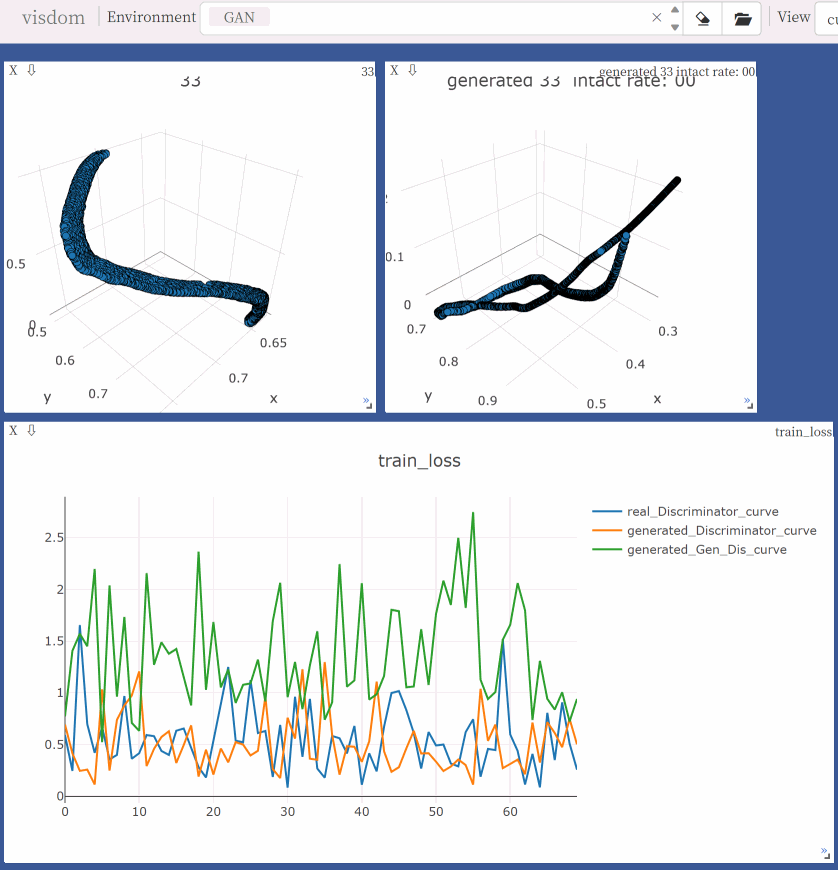 visdom Environment GAN × View cu
X 33
33
0.5
0
0.5
0.6
0.7
y
0.65
0.7
x
X generated 33 intact rate: 00
generated 33 intact rate: 00
0.1
0
0.7
0.8
0.9
y
0.3
0.4
0.5
x
X train_loss
train_loss
2.5
2
1.5
1
0.5
0
0 10 20 30 40 50 60
real_Discriminator_curve
generated_Discriminator_curve
generated_Gen_Dis_curve